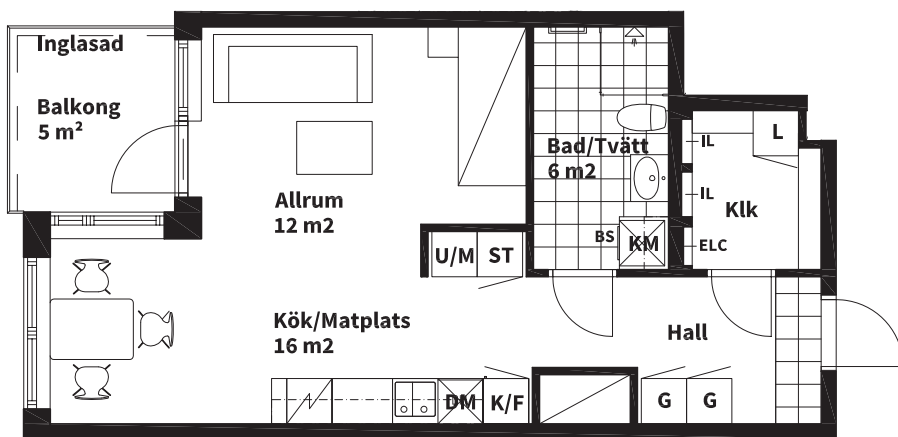 Inglasad
Balkong
5 m²
Allrum
12 m2
Bad/Tvätt
6 m2
IL
L
IL
Klk
BS
KM
ELC
U/M
ST
Kök/Matplats
16 m2
Hall
DM
K/F
G
G